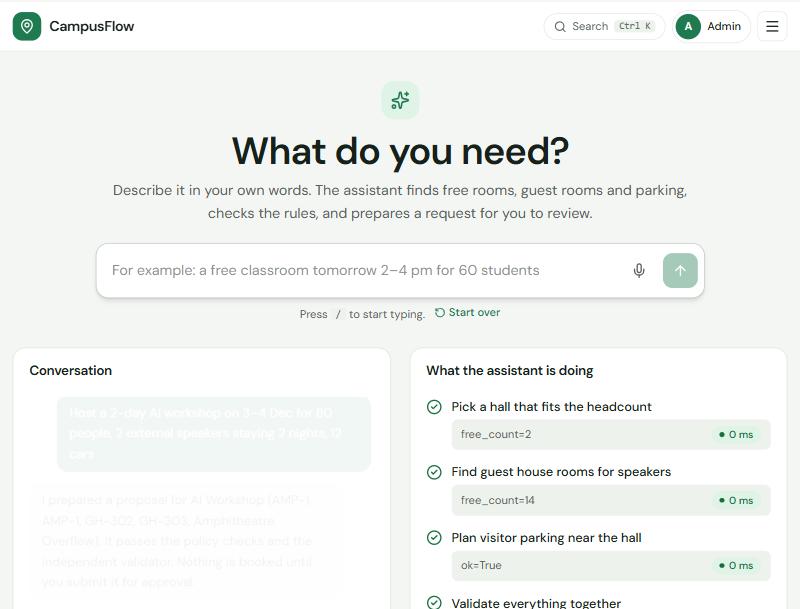 CampusFlow
Search Ctrl K
A Admin
What do you need?
Describe it in your own words. The assistant finds free rooms, guest rooms and parking,
checks the rules, and prepares a request for you to review.
For example: a free classroom tomorrow 2–4 pm for 60 students
Press / to start typing. Start over
Conversation
Host a 2-day AI workshop on 3–4 Dec for 80
people, 2 external speakers staying 2 nights, 12
cars
I prepared a proposal for AI Workshop (AMP-1,
AMP-1, GH-302, GH-303, Amphitheatre
Overflow). It passes the policy checks and the
independent validator. Nothing is booked until
you submit it for approval.
What the assistant is doing
Pick a hall that fits the headcount
free_count=2 0 ms
Find guest house rooms for speakers
free_count=14 0 ms
Plan visitor parking near the hall
ok=True 0 ms
Validate everything together